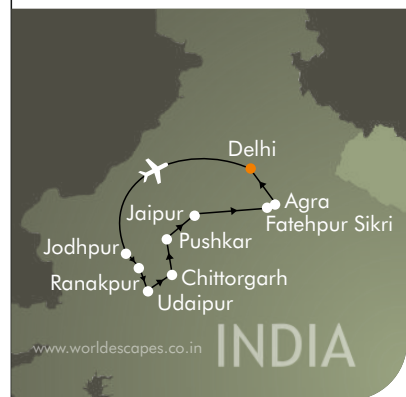 Delhi
Agra
Jaipur
Fatehpur Sikri
Pushkar
Jodhpur
Ranakpur
Chittorgarh
Udaipur
www.worldescapes.co.in
INDIA